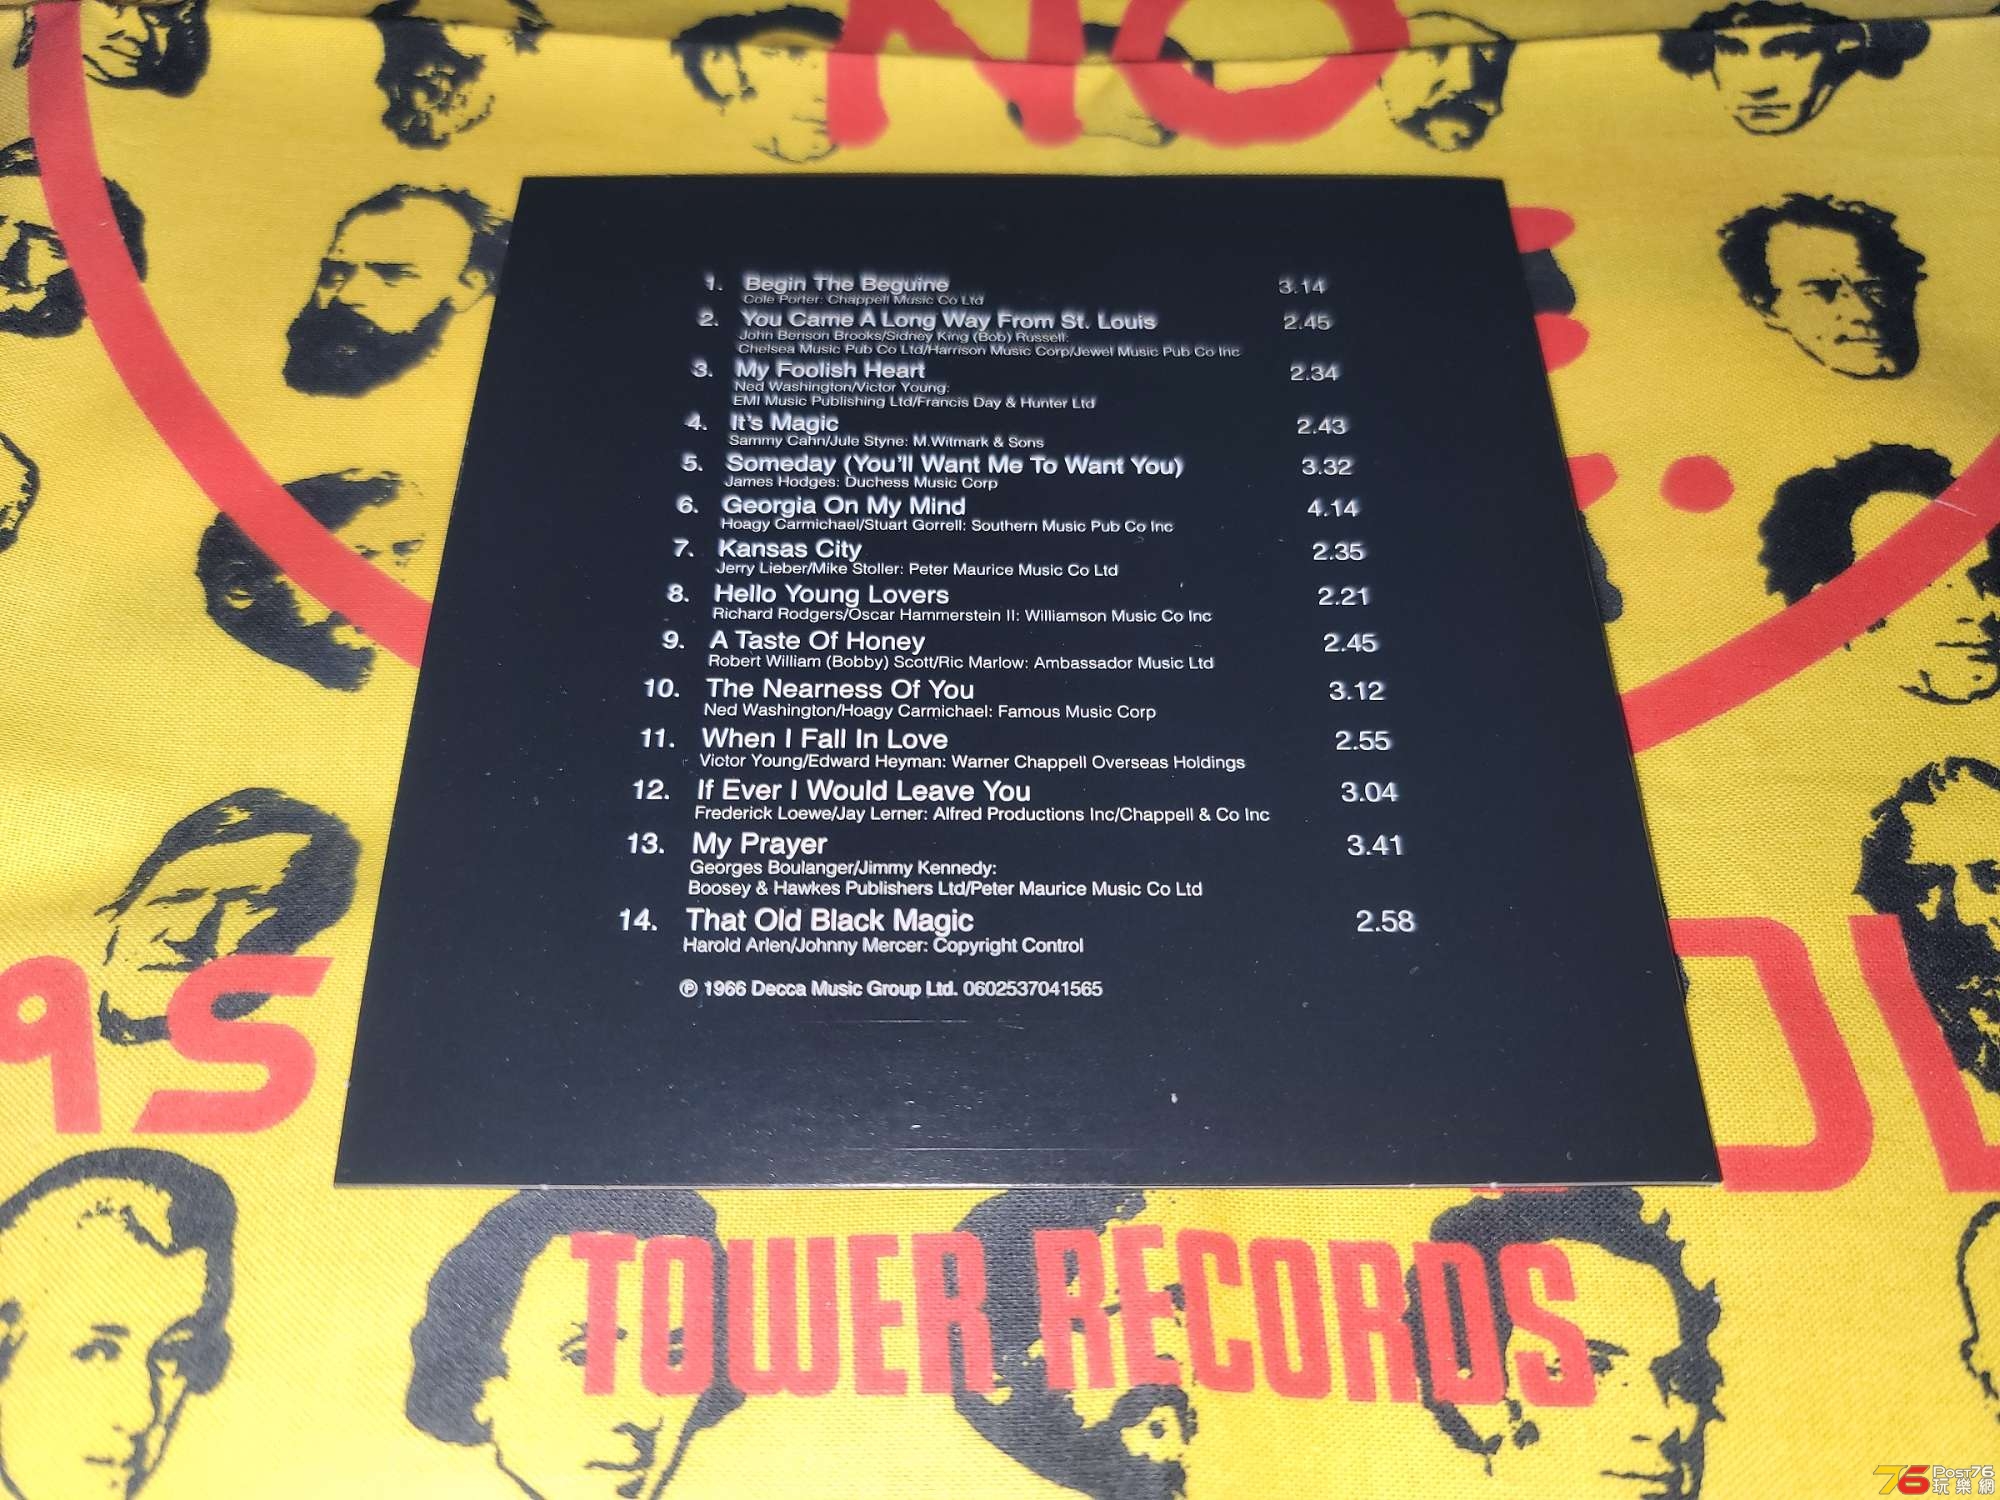 NO
1. Begin The Beguine 3.14
Cole Porter: Chappell Music Co Ltd
2. You Came A Long Way From St. Louis 2.45
John Benson Brooks/Sidney King (Bob) Russell:
Chelsea Music Pub Co Ltd/Harrison Music Corp/Jewel Music Pub Co Inc
3. My Foolish Heart 2.34
Ned Washington/Victor Young:
EMI Music Publishing Ltd/Francis Day & Hunter Ltd
4. It's Magic 2.43
Sammy Cahn/Jule Styne: M.Witmark & Sons
5. Someday (You'll Want Me To Want You) 3.32
James Hodges: Duchess Music Corp
6. Georgia On My Mind 4.14
Hoagy Carmichael/Stuart Gorrell: Southern Music Pub Co Inc
7. Kansas City 2.35
Jerry Lieber/Mike Stoller: Peter Maurice Music Co Ltd
8. Hello Young Lovers 2.21
Richard Rodgers/Oscar Hammerstein II: Williamson Music Co Inc
9. A Taste Of Honey 2.45
Robert William (Bobby) Scott/Ric Marlow: Ambassador Music Ltd
10. The Nearness Of You 3.12
Ned Washington/Hoagy Carmichael: Famous Music Corp
11. When I Fall In Love 2.55
Victor Young/Edward Heyman: Warner Chappell Overseas Holdings
12. If Ever I Would Leave You 3.04
Frederick Loewe/Jay Lerner: Alfred Productions Inc/Chappell & Co Inc
13. My Prayer 3.41
Georges Boulanger/Jimmy Kennedy:
Boosey & Hawkes Publishers Ltd/Peter Maurice Music Co Ltd
14. That Old Black Magic 2.58
Harold Arlen/Johnny Mercer: Copyright Control
℗ 1966 Decca Music Group Ltd. 0602537041565
TOWER RECORDS
76 POST76
玩樂網